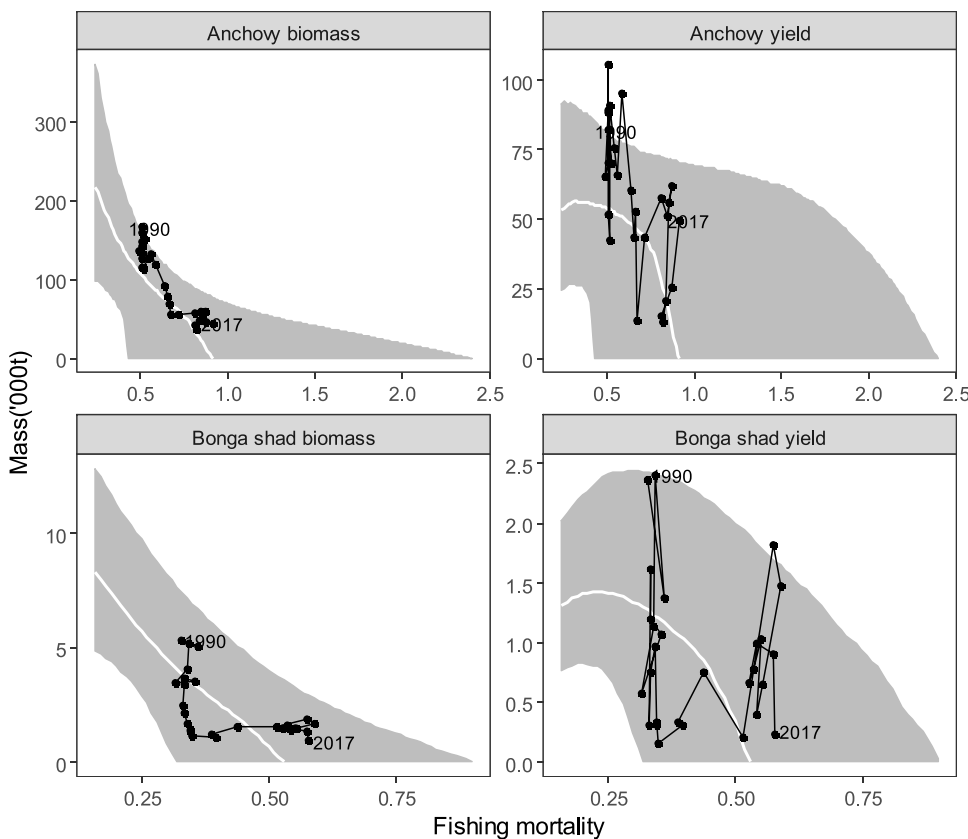 Anchovy biomass
Anchovy yield
300
200
100
0
1990
2017
0.5 1.0 1.5 2.0 2.5
100
75
50
25
0
1990
2017
0.5 1.0 1.5 2.0 2.5
Mass('000t)
Bonga shad biomass
Bonga shad yield
10
5
0
1990
2017
0.25 0.50 0.75
2.5
2.0
1.5
1.0
0.5
0.0
1990
2017
0.25 0.50 0.75
Fishing mortality